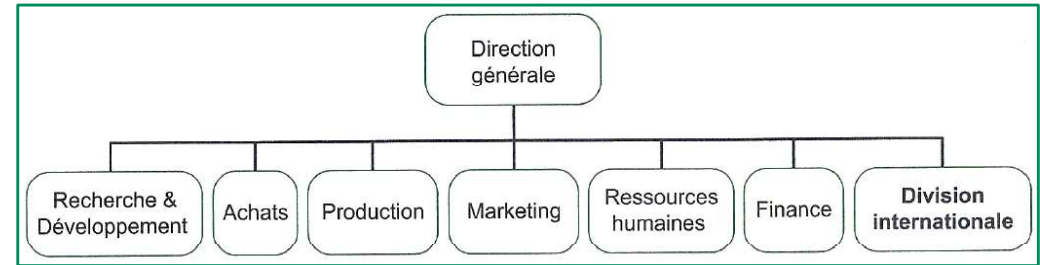 Direction
générale
Recherche &
Développement
Achats
Production
Marketing
Ressources
humaines
Finance
Division
internationale